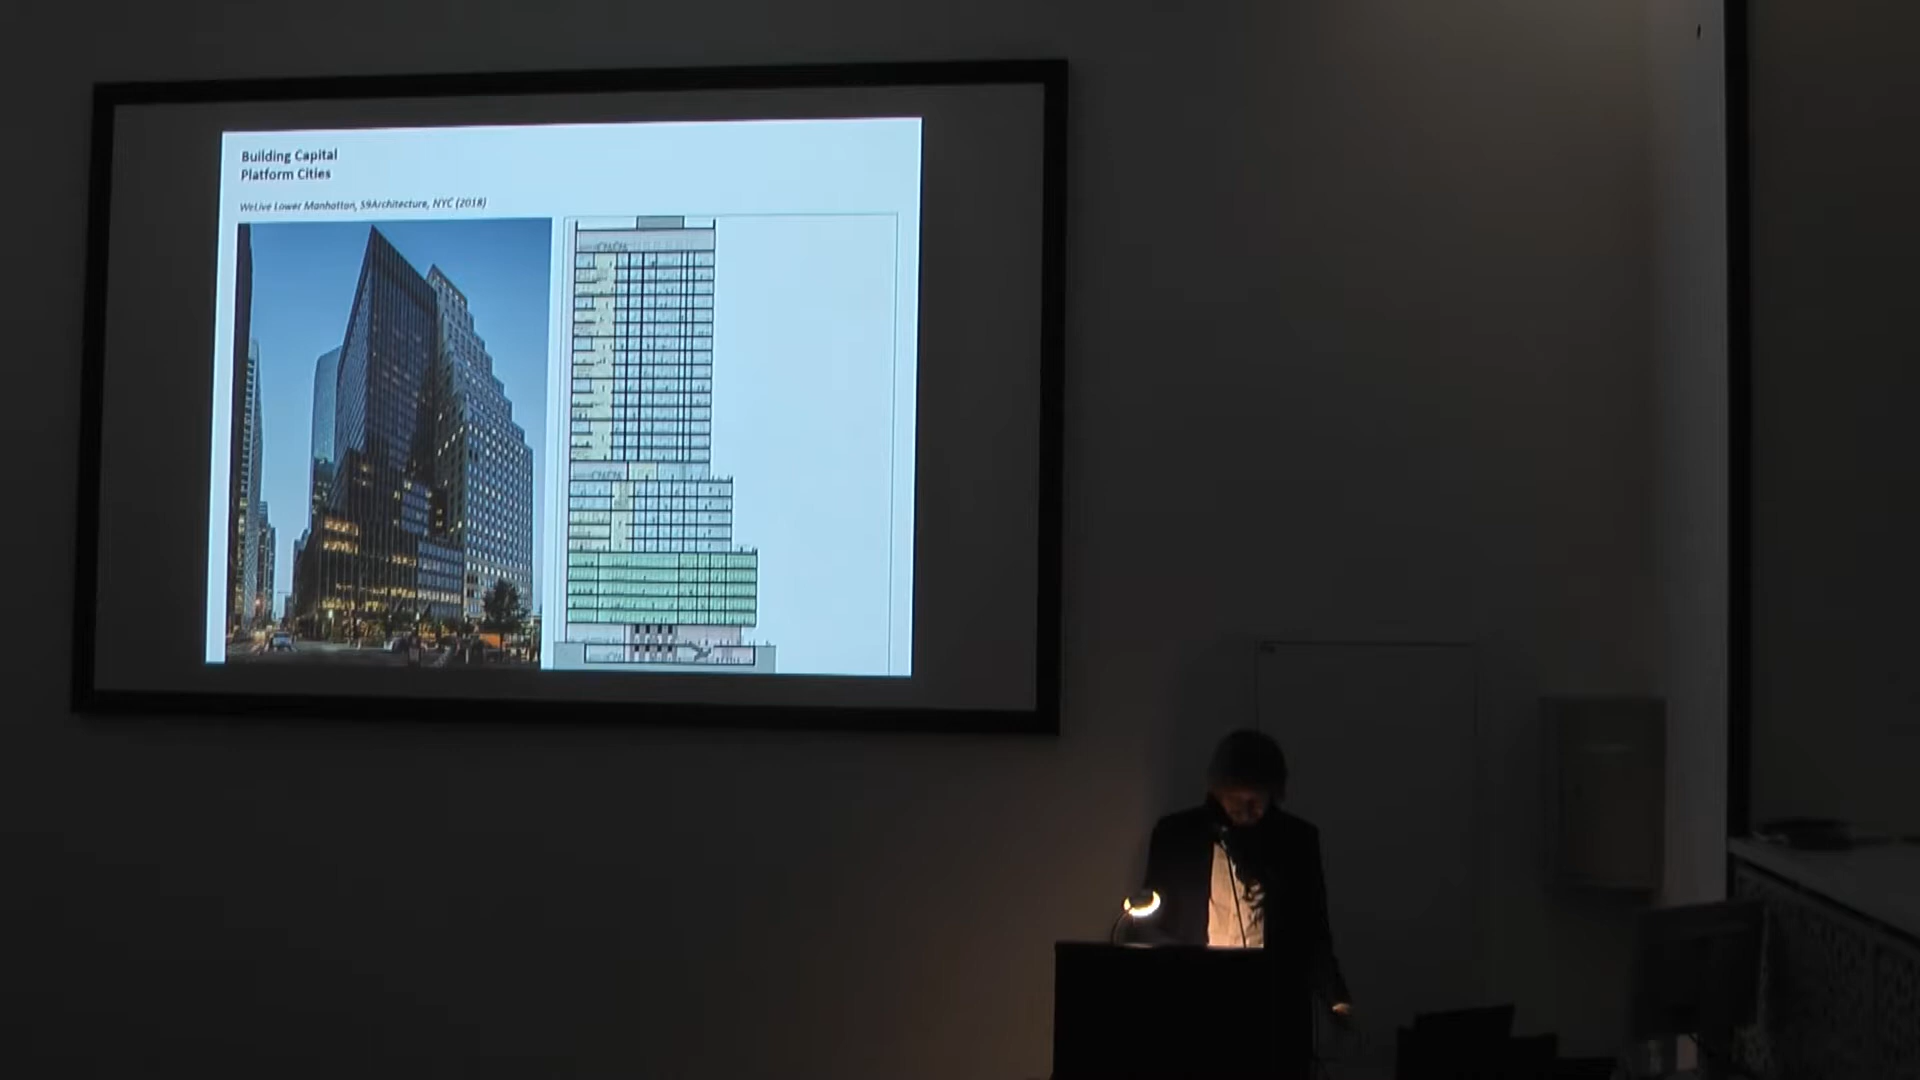 Building Capital
Platform Cities
WeLive Lower Manhattan, S9Architecture, NYC (2018)